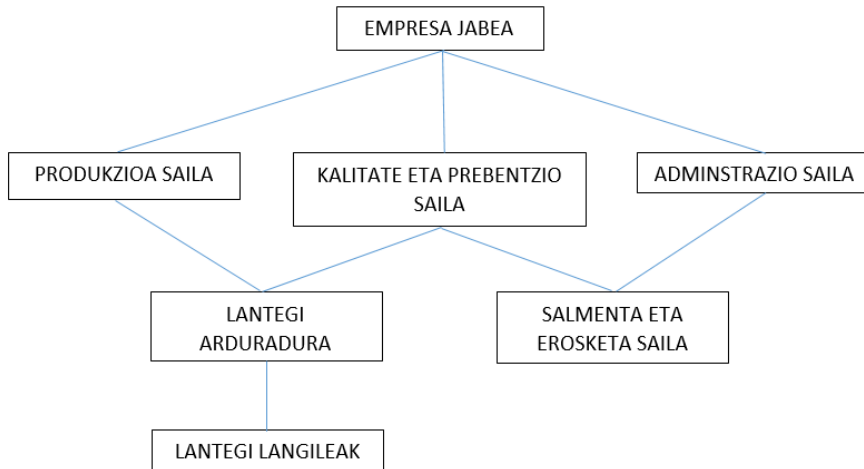 EMPRESA JABEA
PRODUKZIOA SAILA
KALITATE ETA PREBENTZIO
SAILA
ADMINSTRAZIO SAILA
LANTEGI
ARDURADURA
SALMENTA ETA
EROSKETA SAILA
LANTEGI LANGILEAK